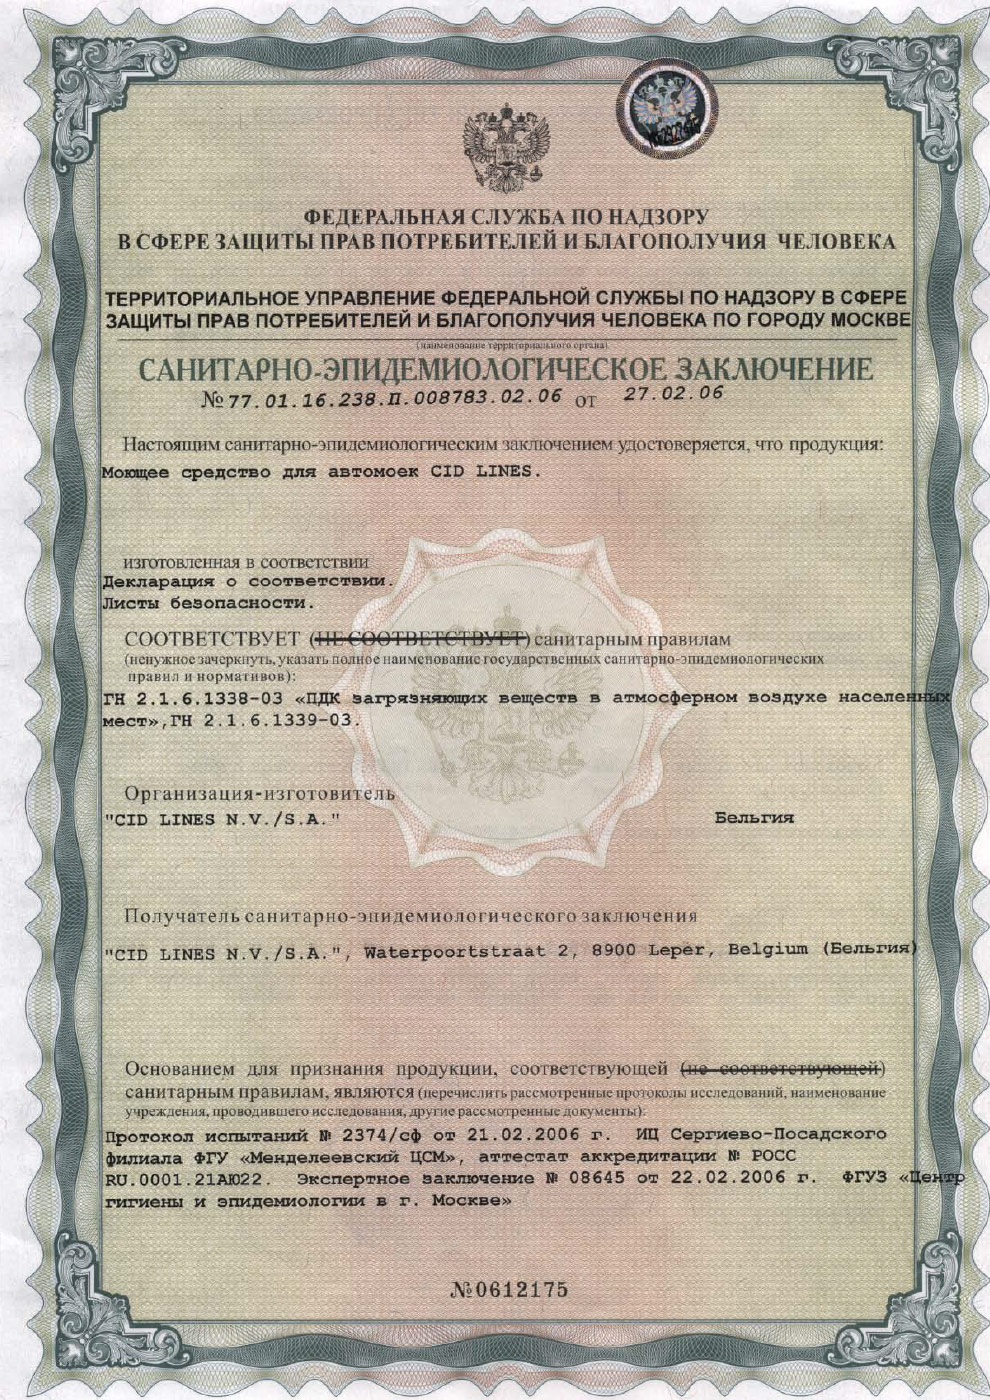 ФЕДЕРАЛЬНАЯ СЛУЖБА ПО НАДЗОРУ
В СФЕРЕ ЗАЩИТЫ ПРАВ ПОТРЕБИТЕЛЕЙ И БЛАГОПОЛУЧИЯ ЧЕЛОВЕКА
ТЕРРИТОРИАЛЬНОЕ УПРАВЛЕНИЕ ФЕДЕРАЛЬНОЙ СЛУЖБЫ ПО НАДЗОРУ В СФЕРЕ
ЗАЩИТЫ ПРАВ ПОТРЕБИТЕЛЕЙ И БЛАГОПОЛУЧИЯ ЧЕЛОВЕКА ПО ГОРОДУ МОСКВЕ
(наименование территориального органа)
САНИТАРНО-ЭПИДЕМИОЛОГИЧЕСКОЕ ЗАКЛЮЧЕНИЕ
№ 77.01.16.238.П.008783.02.06 от 27.02.06
Настоящим санитарно-эпидемиологическим заключением удостоверяется, что продукция:
Моющее средство для автомоек CID LINES.
изготовленная в соответствии
Декларация о соответствии.
Листы безопасности.
СООТВЕТСТВУЕТ (НЕ СООТВЕТСТВУЕТ) санитарным правилам
(ненужное зачеркнуть, указать полное наименование государственных санитарно-эпидемиологических
правил и нормативов):
ГН 2.1.6.1338-03 «ПДК загрязняющих веществ в атмосферном воздухе населенных
мест»,ГН 2.1.6.1339-03.
Организация-изготовитель
"CID LINES N.V./S.A." Бельгия
Получатель санитарно-эпидемиологического заключения
"CID LINES N.V./S.A.", Waterpoortstraat 2, 8900 Leper, Belgium (Бельгия)
Основанием для признания продукции, соответствующей (не соответствующей)
санитарным правилам, являются (перечислить рассмотренные протоколы исследований, наименование
учреждения, проводившего исследования, другие рассмотренные документы):
Протокол испытаний № 2374/сф от 21.02.2006 г. ИЦ Сергиево-Посадского
филиала ФГУ «Менделеевский ЦСМ», аттестат аккредитации № РОСС
RU.0001.21АЮ22. Экспертное заключение № 08645 от 22.02.2006 г. ФГУЗ «Центр
гигиены и эпидемиологии в г. Москве»
№0612175